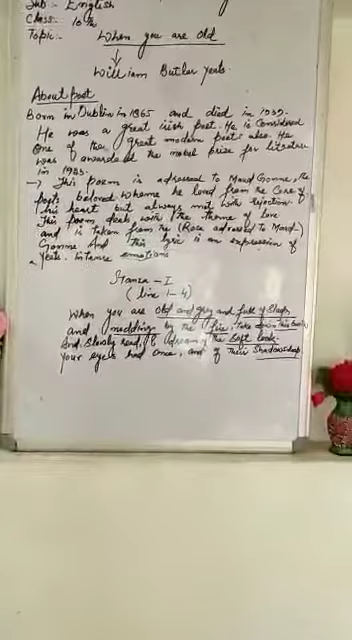 Sub:- English
Class:- 10th
Topic:- When you are old
William Butler Yeats
About poet
Born in Dublin in 1865 and died in 1939.
He was a great irish poet. He is Considered
One of the great modern poets also. He
was awarded the nobel prize for litrature
in
→ This poem is addressed to Maud Gonne, the
poets beloved whome he loved from the Core of
his heart but always met with rejection
This poem deals with the theme of love
and is taken from the (Rose adressed to Maud)
Gonne And this lyric is an expression of
Yeats. intense emotions
Stanza - I
(line 1-4)
When you are old and grey and full of sleep
and nodding by the fire, take down this book
And slowly read, & dream of the soft look
your eyes had once, and of their Shadows deep